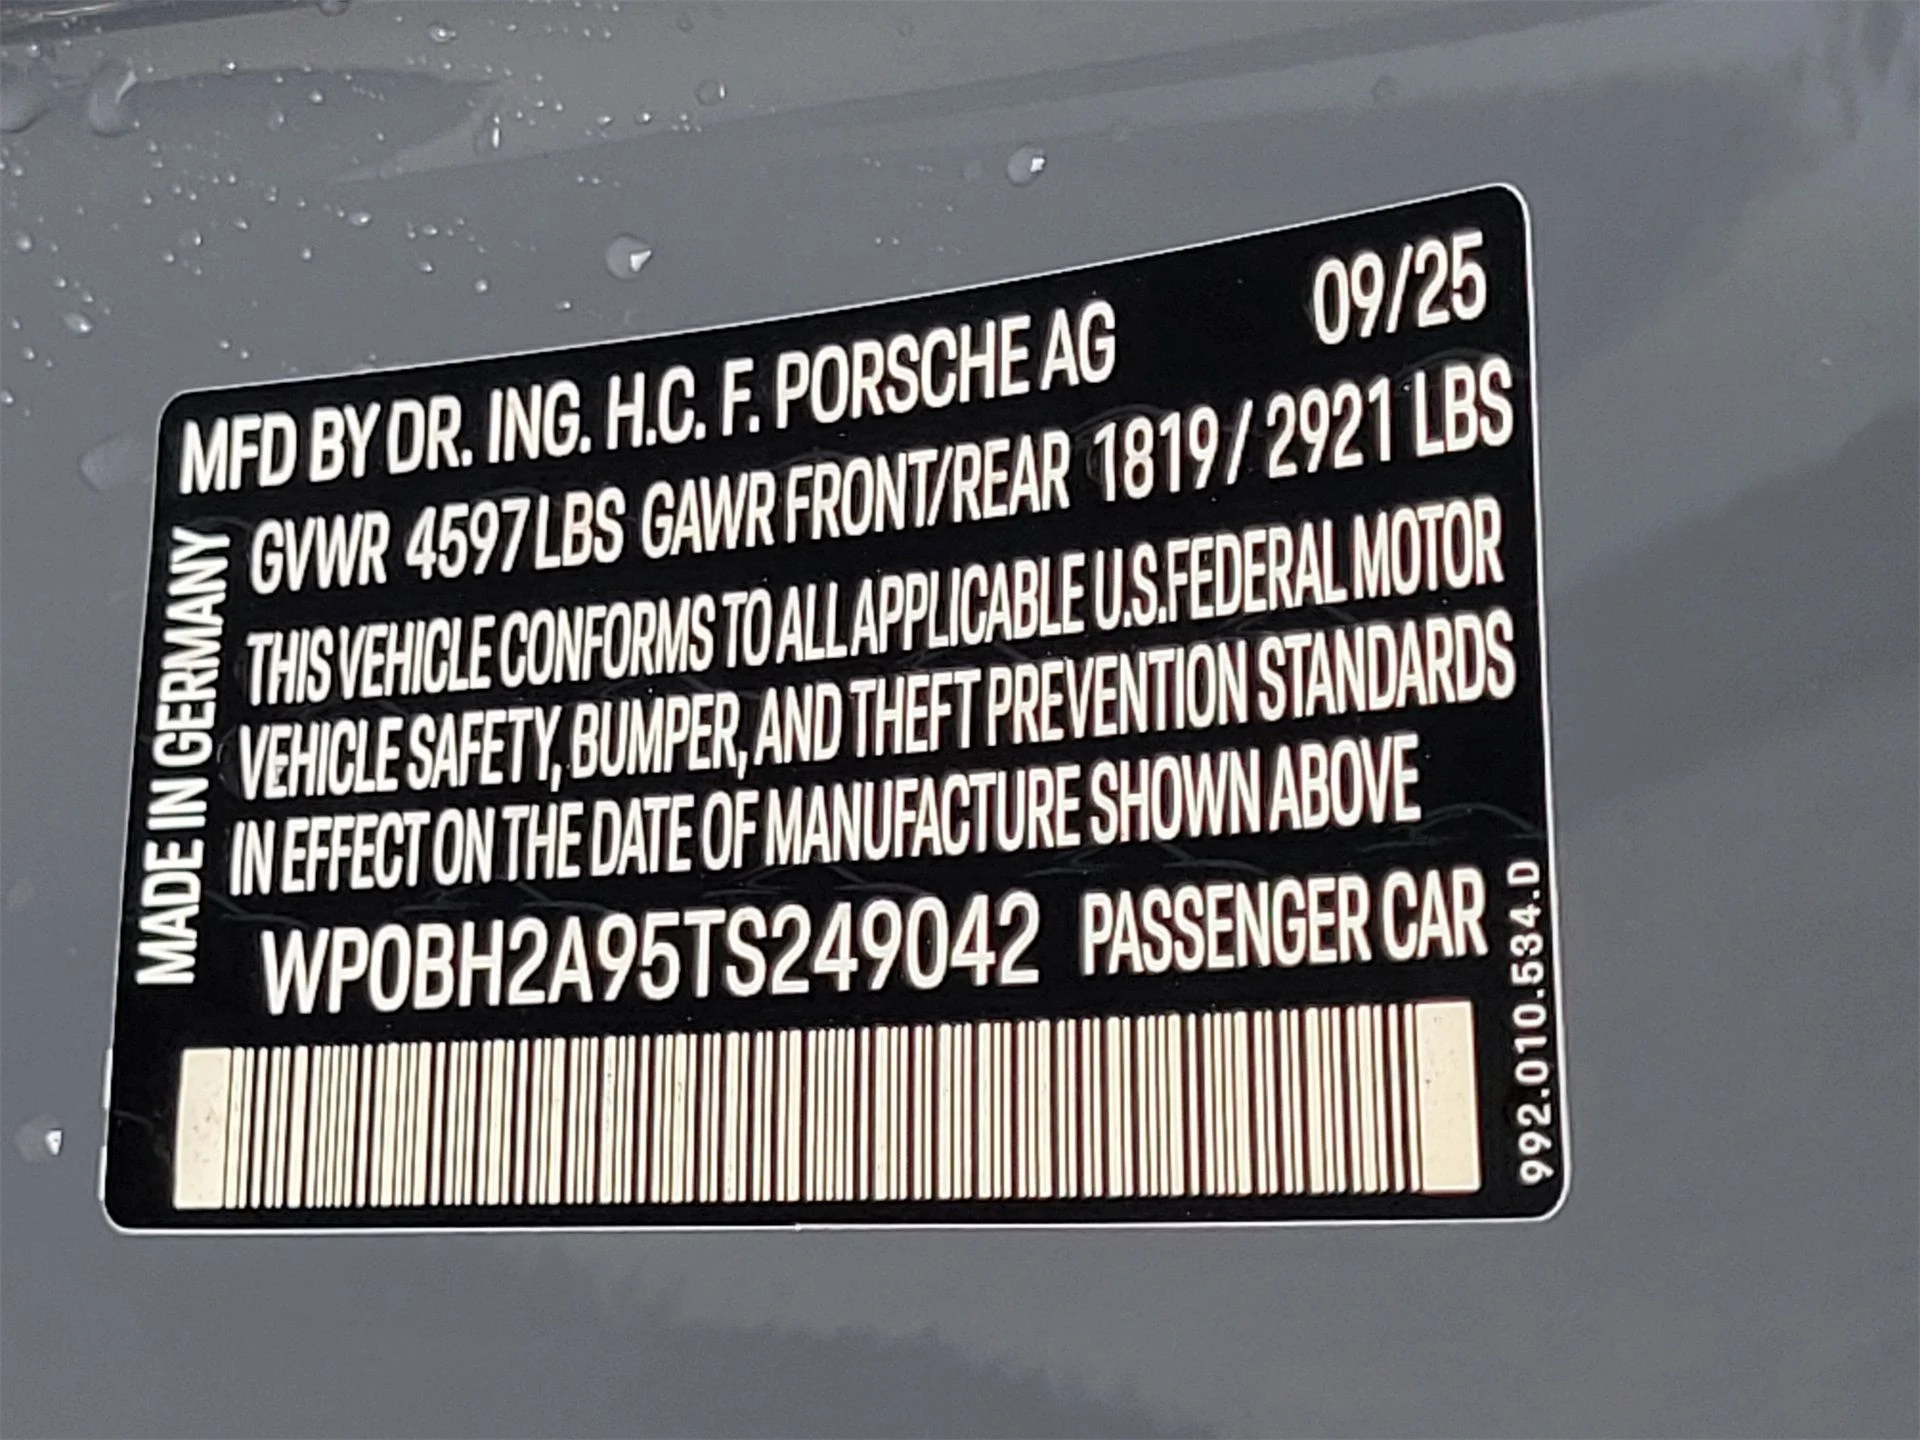 MFD BY DR. ING. H.C. F. PORSCHE AG 09/25
GVWR 4597 LBS GAWR FRONT/REAR 1819 / 2921 LBS
THIS VEHICLE CONFORMS TO ALL APPLICABLE U.S.FEDERAL MOTOR
VEHICLE SAFETY, BUMPER, AND THEFT PREVENTION STANDARDS
IN EFFECT ON THE DATE OF MANUFACTURE SHOWN ABOVE
WP0BH2A95TS249042 PASSENGER CAR
MADE IN GERMANY
992.010.534.D